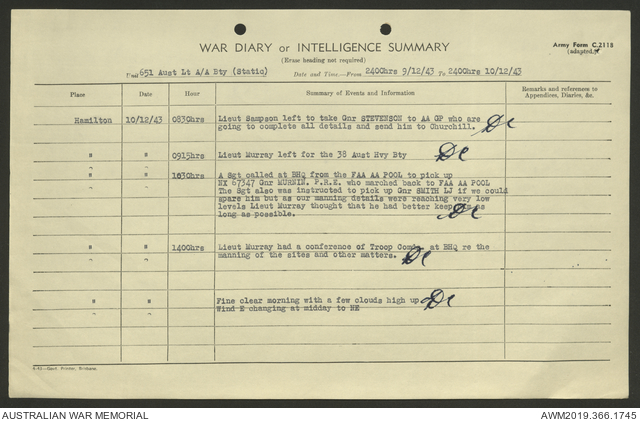 WAR DIARY or INTELLIGENCE SUMMARY
(Erase heading not required)
Army Form C.2118
(adapted.)
Unit 651 Aust Lt A/A Bty (Static) Date and Time—From 2400hrs 9/12/43 To 2400hrs 10/12/43
Place Date Hour Summary of Events and Information Remarks and references to
Appendices, Diaries, &c.
Hamilton 10/12/43 0830hrs Lieut Sampson left to take Gnr STEVENSON to AA GP who are
going to complete all details and send him to Churchill.
" " 0915hrs Lieut Murray left for the 38 Aust Hvy Bty
" " 1030hrs A Sgt called at BHQ from the FAA AA POOL to pick up
NX 67347 Gnr MURNIN, P.R.E. who marched back to FAA AA POOL
The Sgt also was instructed to pick up Gnr SMITH LJ if we could
spare him but as our manning details were reaching very low
levels Lieut Murray thought that he had better keep him as
long as possible.
" " 1400hrs Lieut Murray had a conference of Troop at BHQ re the
manning of the sites and other matters.
" " Fine clear morning with a few clouds high up
Wind E changing at midday to NE
A.45—Govt. Printer, Brisbane.
AUSTRALIAN WAR MEMORIAL AWM2019.366.1745